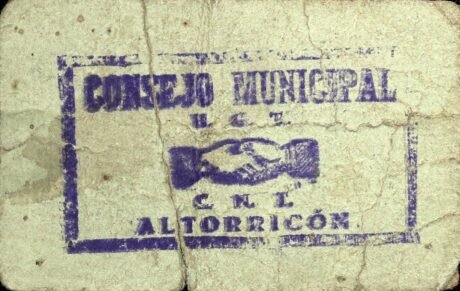 CONSEJO MUNICIPAL
U. G. T.
C. N. T.
ALTORRICÓN